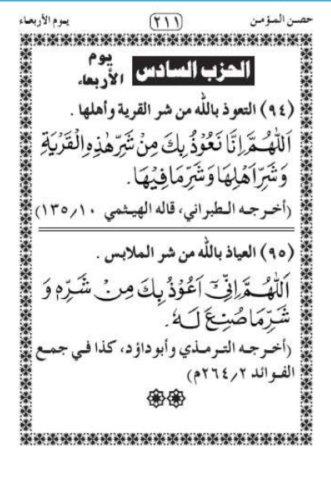 حصن المؤمن (٢١١) يوم الأربعاء
الحزب السادس يوم
الأربعاء
(٩٤) التعوذ بالله من شر القرية وأهلها .
اَللّٰهُمَّ اِنَّا نَعُوْذُ بِكَ مِنْ شَرِّ هٰذِهِ الْقَرْيَةِ
وَشَرِّ اَهْلِهَا وَشَرِّ مَا فِيْهَا .
(أخرجه الطبراني، قاله الهيثمي ١٣٥/١٠)
(٩٥) العياذ بالله من شر الملابس .
اَللّٰهُمَّ اِنِّيْٓ اَعُوْذُ بِكَ مِنْ شَرِّهٖ وَ
شَرِّ مَا صُنِعَ لَهٗ .
(أخرجه الترمذي وأبوداؤد، كذا في جمع
الفوائد ٢٦٤/٢م)